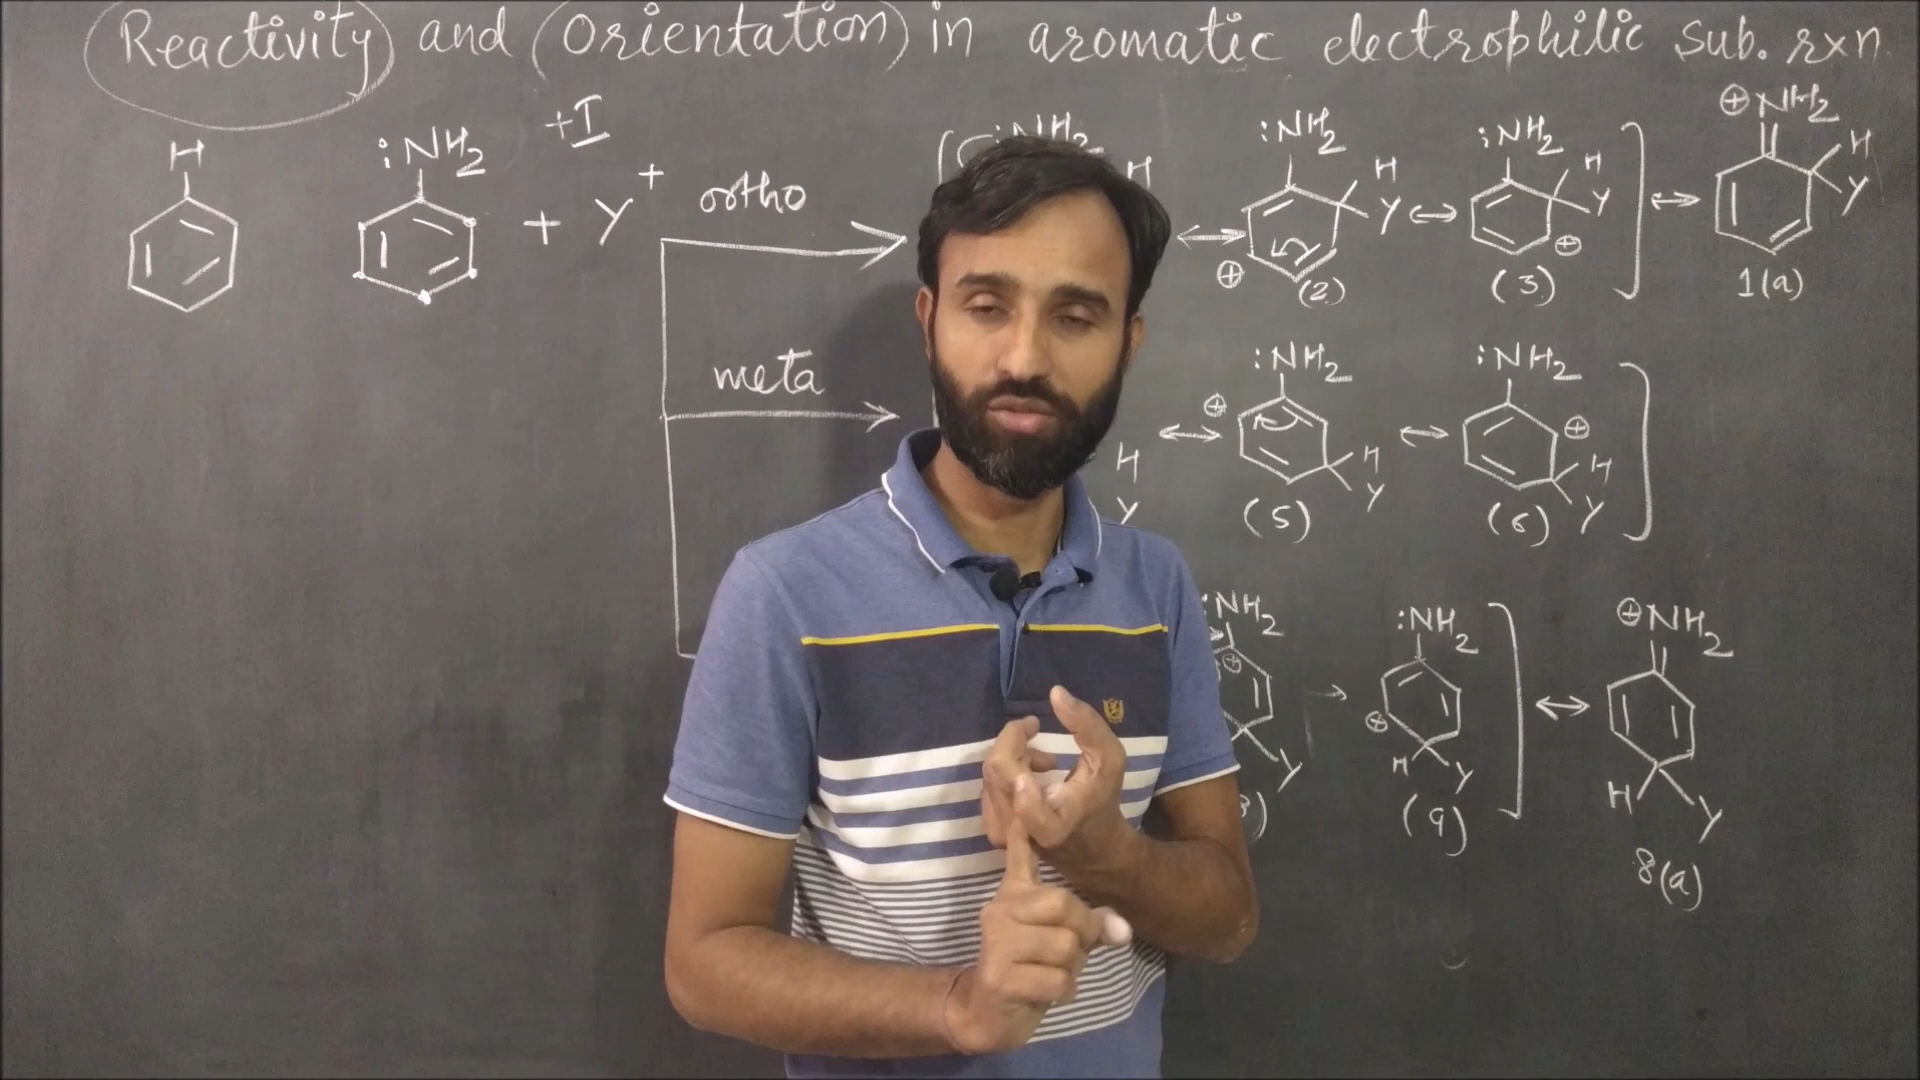 Reactivity and (Orientation) in aromatic electrophilic sub. rxn
H :NH2 +I
+ Y+ ortho
:NH2 H Y ⊕ (2)
:NH2 H Y ⊕ (3)
⊕NH2 H Y 1(a)
meta
H Y
:NH2 ⊕ H Y (5)
:NH2 ⊕ H Y (6)
:NH2 ⊕ Y
:NH2 ⊕ H Y (9)
⊕NH2 H Y 8(a)